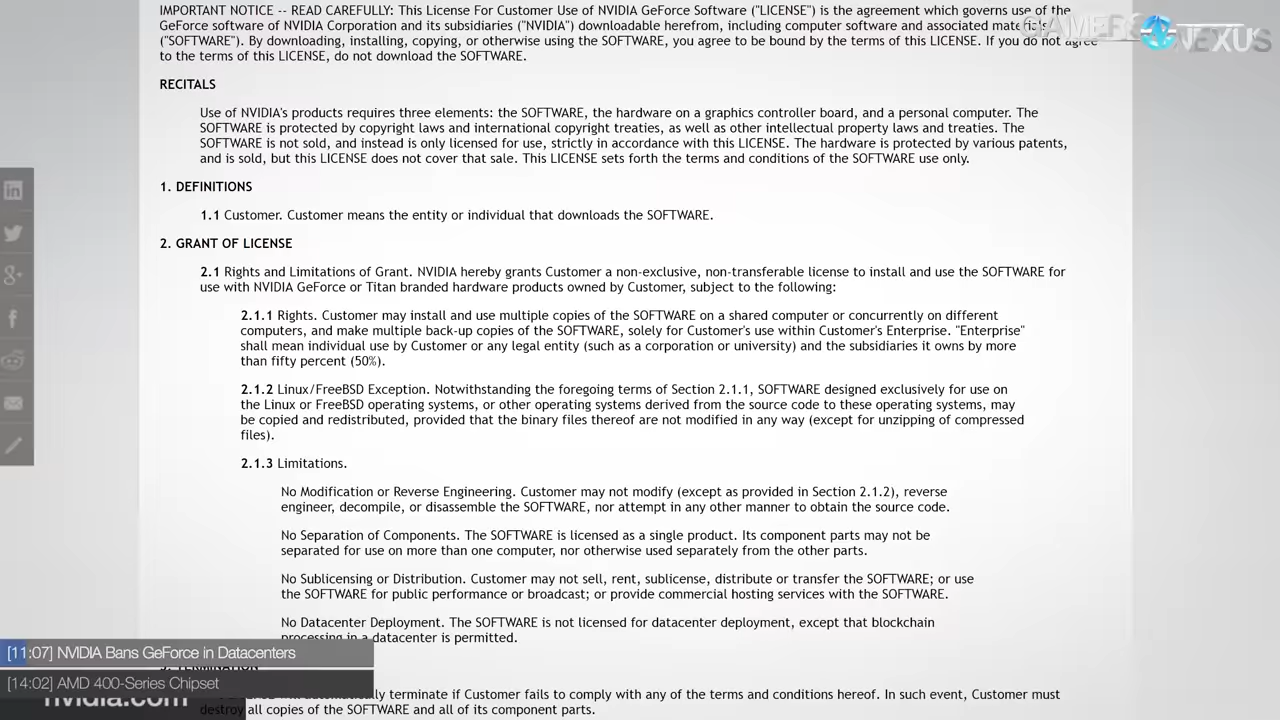 IMPORTANT NOTICE -- READ CAREFULLY: This License For Customer Use of NVIDIA GeForce Software ("LICENSE") is the agreement which governs use of the
GeForce software of NVIDIA Corporation and its subsidiaries ("NVIDIA") downloadable herefrom, including computer software and associated materials
("SOFTWARE"). By downloading, installing, copying, or otherwise using the SOFTWARE, you agree to be bound by the terms of this LICENSE. If you do not agree
to the terms of this LICENSE, do not download the SOFTWARE.
GAMERS NEXUS
RECITALS
Use of NVIDIA's products requires three elements: the SOFTWARE, the hardware on a graphics controller board, and a personal computer. The
SOFTWARE is protected by copyright laws and international copyright treaties, as well as other intellectual property laws and treaties. The
SOFTWARE is not sold, and instead is only licensed for use, strictly in accordance with this LICENSE. The hardware is protected by various patents,
and is sold, but this LICENSE does not cover that sale. This LICENSE sets forth the terms and conditions of the SOFTWARE use only.
1. DEFINITIONS
1.1 Customer. Customer means the entity or individual that downloads the SOFTWARE.
2. GRANT OF LICENSE
2.1 Rights and Limitations of Grant. NVIDIA hereby grants Customer a non-exclusive, non-transferable license to install and use the SOFTWARE for
use with NVIDIA GeForce or Titan branded hardware products owned by Customer, subject to the following:
2.1.1 Rights. Customer may install and use multiple copies of the SOFTWARE on a shared computer or concurrently on different
computers, and make multiple back-up copies of the SOFTWARE, solely for Customer's use within Customer's Enterprise. "Enterprise"
shall mean individual use by Customer or any legal entity (such as a corporation or university) and the subsidiaries it owns by more
than fifty percent (50%).
2.1.2 Linux/FreeBSD Exception. Notwithstanding the foregoing terms of Section 2.1.1, SOFTWARE designed exclusively for use on
the Linux or FreeBSD operating systems, or other operating systems derived from the source code to these operating systems, may
be copied and redistributed, provided that the binary files thereof are not modified in any way (except for unzipping of compressed
files).
2.1.3 Limitations.
No Modification or Reverse Engineering. Customer may not modify (except as provided in Section 2.1.2), reverse
engineer, decompile, or disassemble the SOFTWARE, nor attempt in any other manner to obtain the source code.
No Separation of Components. The SOFTWARE is licensed as a single product. Its component parts may not be
separated for use on more than one computer, nor otherwise used separately from the other parts.
No Sublicensing or Distribution. Customer may not sell, rent, sublicense, distribute or transfer the SOFTWARE; or use
the SOFTWARE for public performance or broadcast; or provide commercial hosting services with the SOFTWARE.
No Datacenter Deployment. The SOFTWARE is not licensed for datacenter deployment, except that blockchain
processing in a datacenter is permitted.
[11:07] NVIDIA Bans GeForce in Datacenters
3. TERMINATION
[14:02] AMD 400-Series Chipset
terminate if Customer fails to comply with any of the terms and conditions hereof. In such event, Customer must
nvidia.com
destroy all copies of the SOFTWARE and all of its component parts.